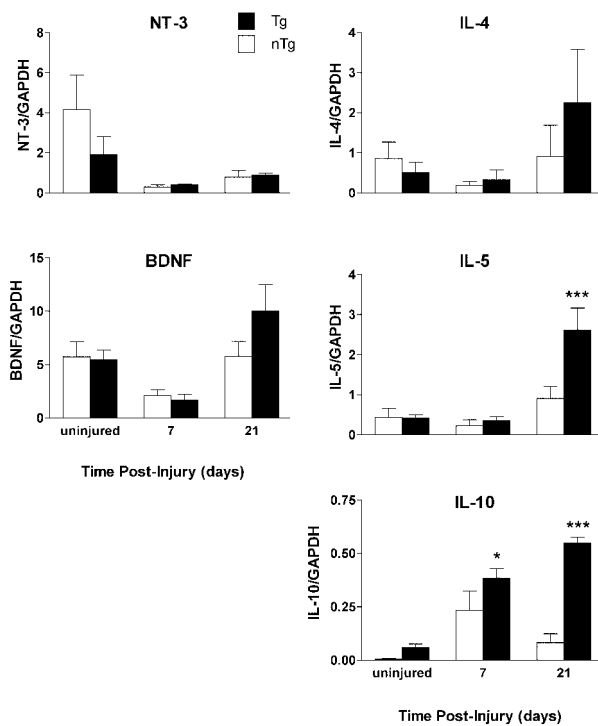 NT-3
Tg
nTg
NT-3/GAPDH
8
6
4
2
0
IL-4
IL-4/GAPDH
4
3
2
1
0
BDNF
BDNF/GAPDH
15
10
5
0
uninjured 7 21
Time Post-Injury (days)
IL-5
IL-5/GAPDH
4
3
2
1
0
***
IL-10
IL-10/GAPDH
0.75
0.50
0.25
0.00
* ***
uninjured 7 21
Time Post-Injury (days)